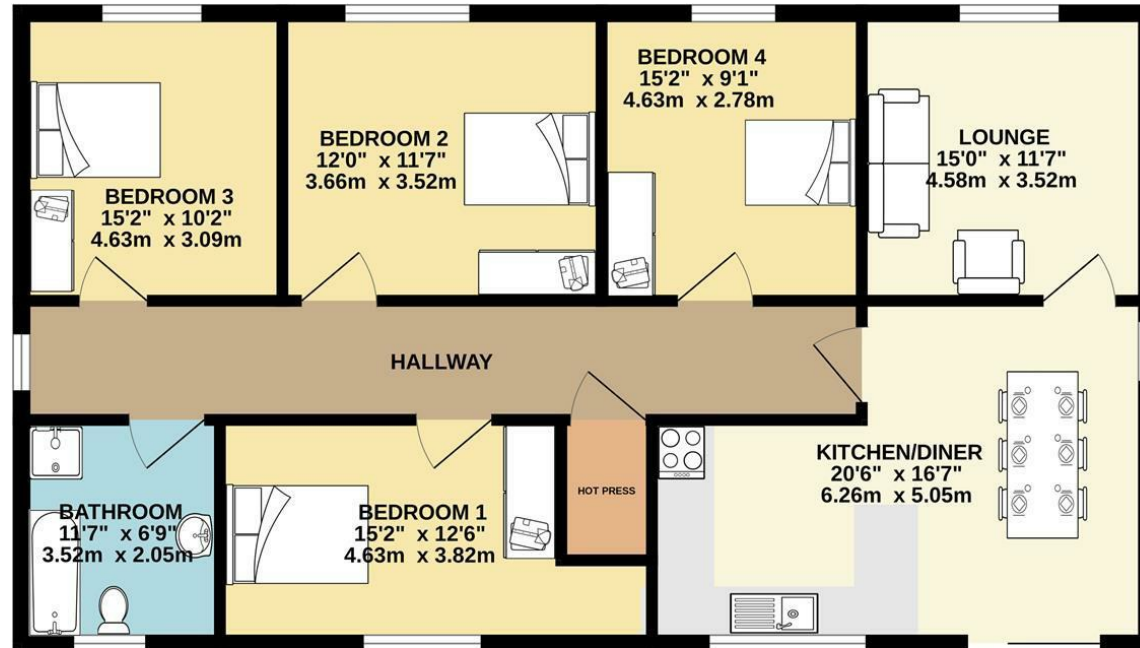 BEDROOM 3
15'2" x 10'2"
4.63m x 3.09m
BEDROOM 2
12'0" x 11'7"
3.66m x 3.52m
BEDROOM 4
15'2" x 9'1"
4.63m x 2.78m
LOUNGE
15'0" x 11'7"
4.58m x 3.52m
HALLWAY
BATHROOM
11'7" x 6'9"
3.52m x 2.05m
BEDROOM 1
15'2" x 12'6"
4.63m x 3.82m
HOT PRESS
KITCHEN/DINER
20'6" x 16'7"
6.26m x 5.05m